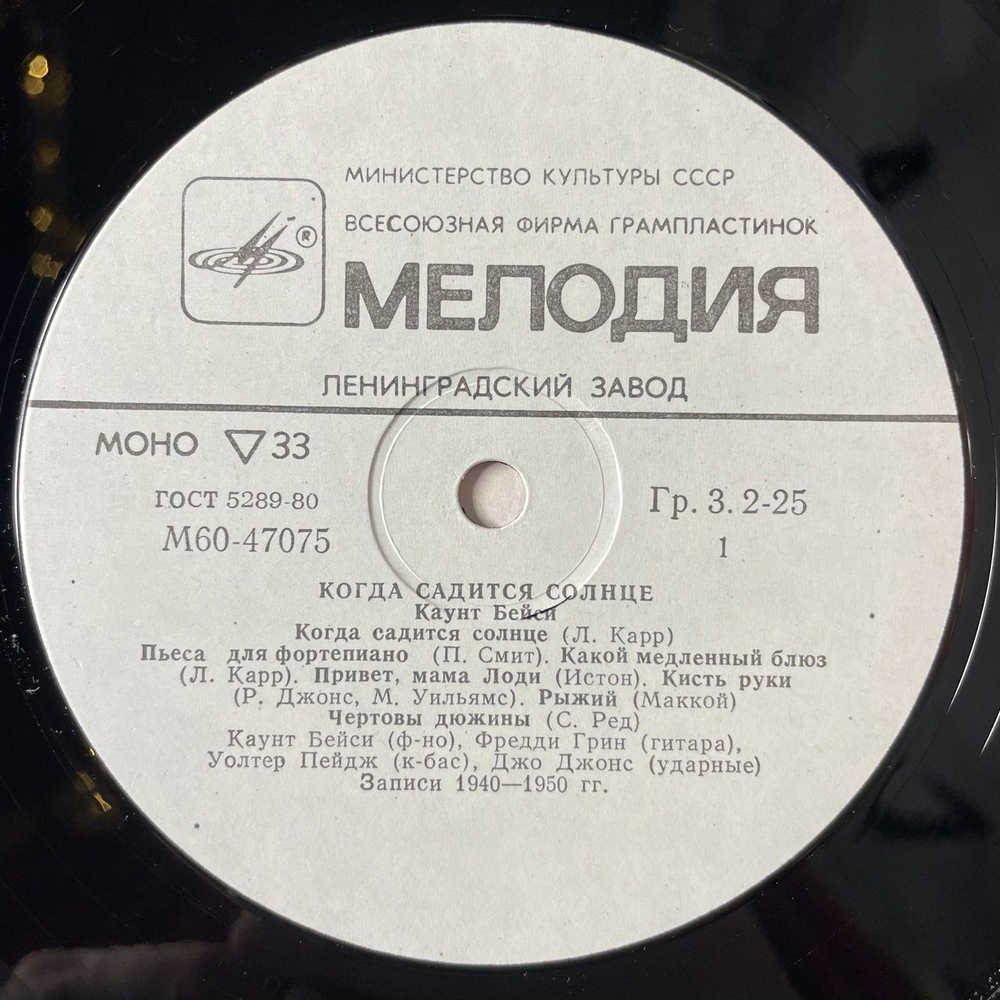 МИНИСТЕРСТВО КУЛЬТУРЫ СССР
ВСЕСОЮЗНАЯ ФИРМА ГРАМПЛАСТИНОК
®
МЕЛОДИЯ
ЛЕНИНГРАДСКИЙ ЗАВОД
МОНО ▽33
ГОСТ 5289-80
М60-47075
Гр. 3. 2-25
1
КОГДА САДИТСЯ СОЛНЦЕ
Каунт Бейси
Когда садится солнце (Л. Карр)
Пьеса для фортепиано (П. Смит). Какой медленный блюз
(Л. Карр). Привет, мама Лоди (Истон). Кисть руки
(Р. Джонс, М. Уильямс). Рыжий (Маккой)
Чертовы дюжины (С. Ред)
Каунт Бейси (ф-но), Фредди Грин (гитара),
Уолтер Пейдж (к-бас), Джо Джонс (ударные)
Записи 1940—1950 гг.